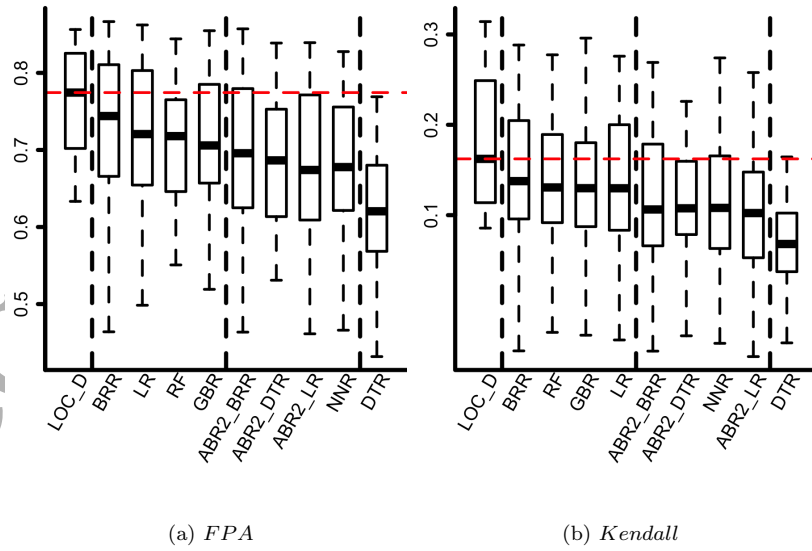 0.8
0.7
0.6
0.5
LOC_D
BRR
LR
RF
GBR
ABR2_BRR
ABR2_DTR
ABR2_LR
NNR
DTR
(a) FPA
0.3
0.2
0.1
LOC_D
BRR
RF
GBR
LR
ABR2_BRR
ABR2_DTR
NNR
ABR2_LR
DTR
(b) Kendall